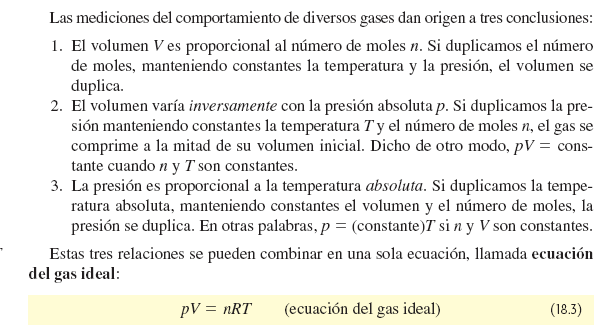 Las mediciones del comportamiento de diversos gases dan origen a tres conclusiones:
1. El volumen V es proporcional al número de moles n. Si duplicamos el número
de moles, manteniendo constantes la temperatura y la presión, el volumen se
duplica.
2. El volumen varía inversamente con la presión absoluta p. Si duplicamos la pre-
sión manteniendo constantes la temperatura T y el número de moles n, el gas se
comprime a la mitad de su volumen inicial. Dicho de otro modo, pV = cons-
tante cuando n y T son constantes.
3. La presión es proporcional a la temperatura absoluta. Si duplicamos la tempe-
ratura absoluta, manteniendo constantes el volumen y el número de moles, la
presión se duplica. En otras palabras, p = (constante)T si n y V son constantes.
Estas tres relaciones se pueden combinar en una sola ecuación, llamada ecuación
del gas ideal:
pV = nRT (ecuación del gas ideal) (18.3)